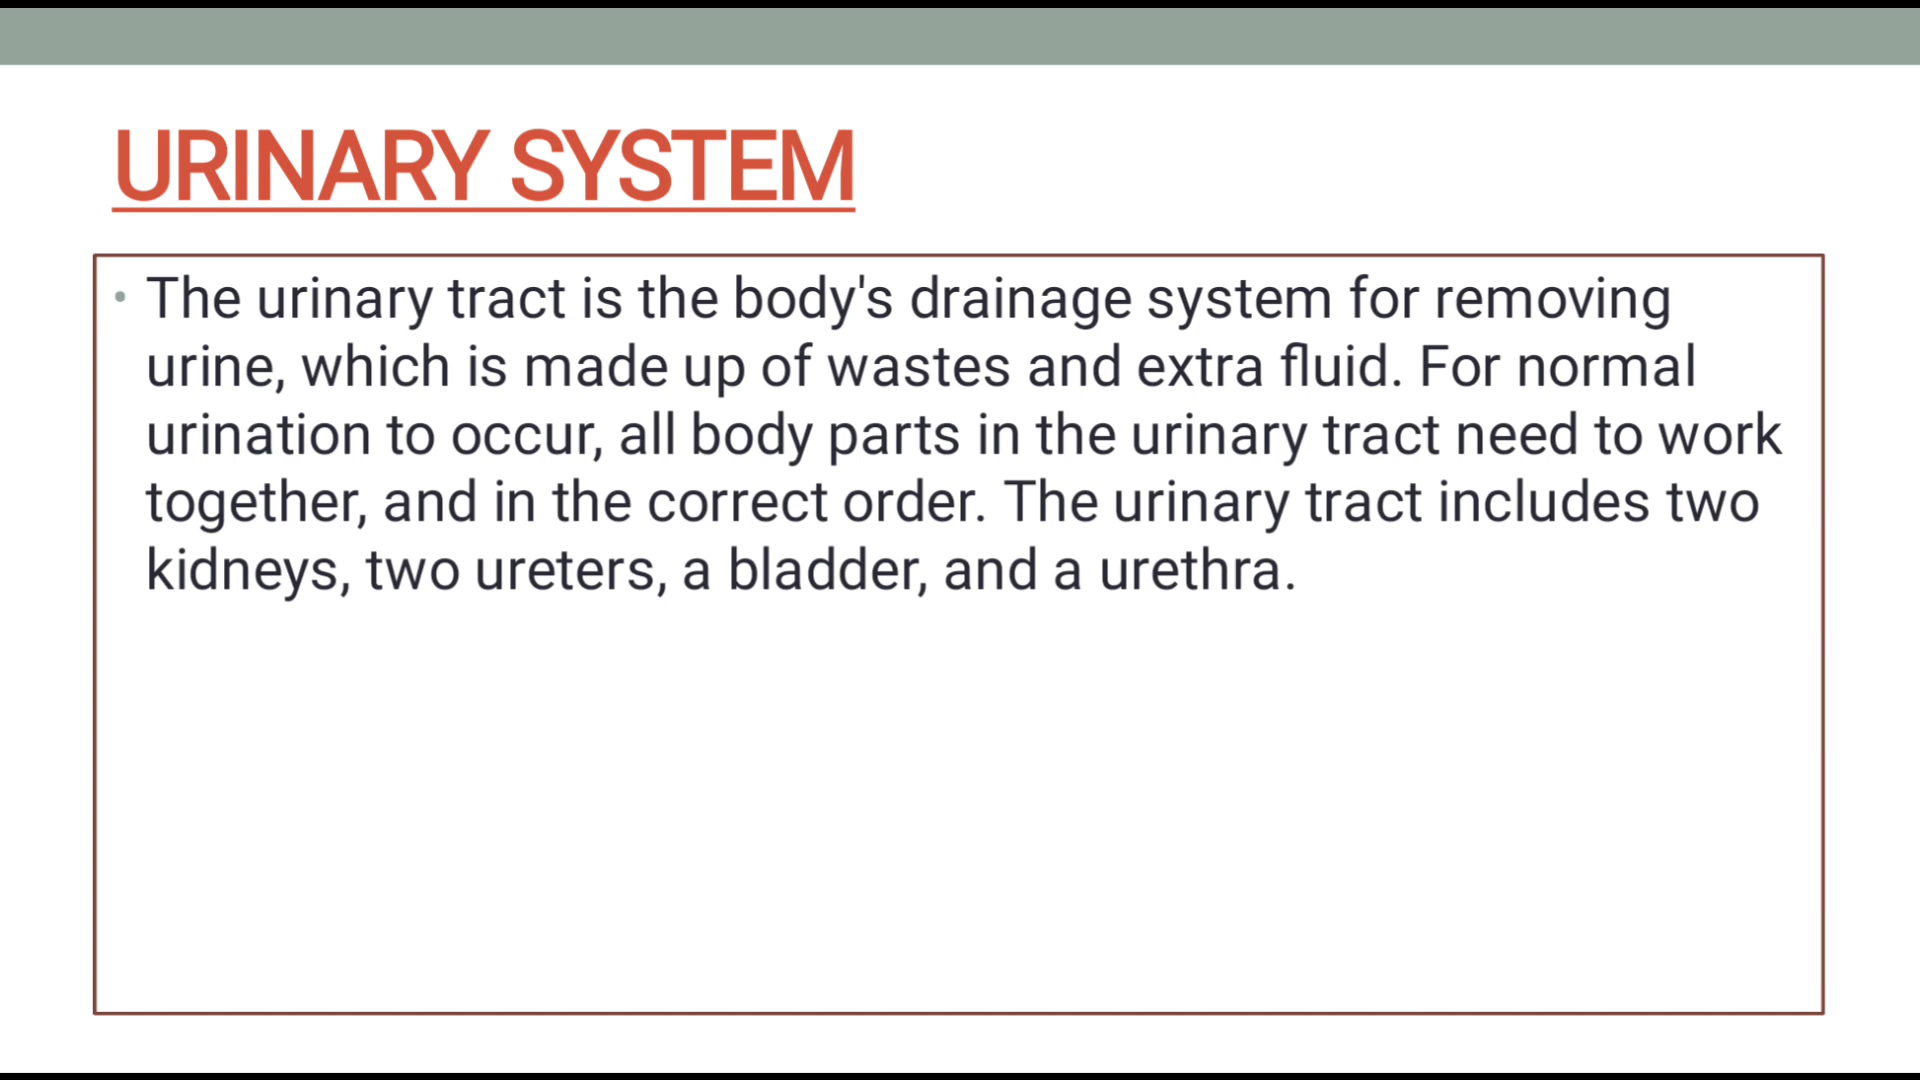 URINARY SYSTEM
• The urinary tract is the body's drainage system for removing
urine, which is made up of wastes and extra fluid. For normal
urination to occur, all body parts in the urinary tract need to work
together, and in the correct order. The urinary tract includes two
kidneys, two ureters, a bladder, and a urethra.